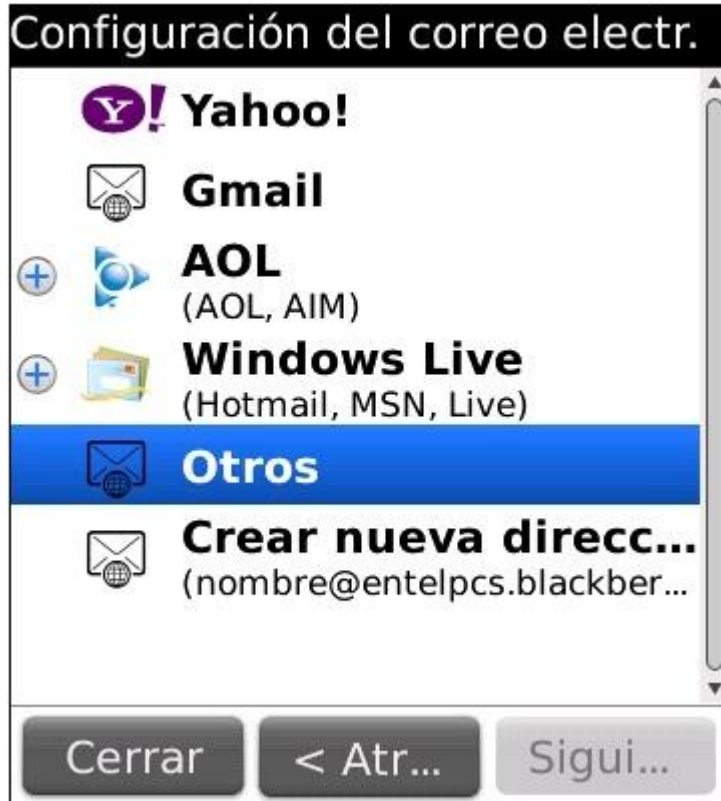 Configuración del correo electr.
Y! Yahoo!
Gmail
AOL
(AOL, AIM)
Windows Live
(Hotmail, MSN, Live)
Otros
Crear nueva direcc...
(nombre@entelpcs.blackber...
Cerrar
< Atr...
Sigui...